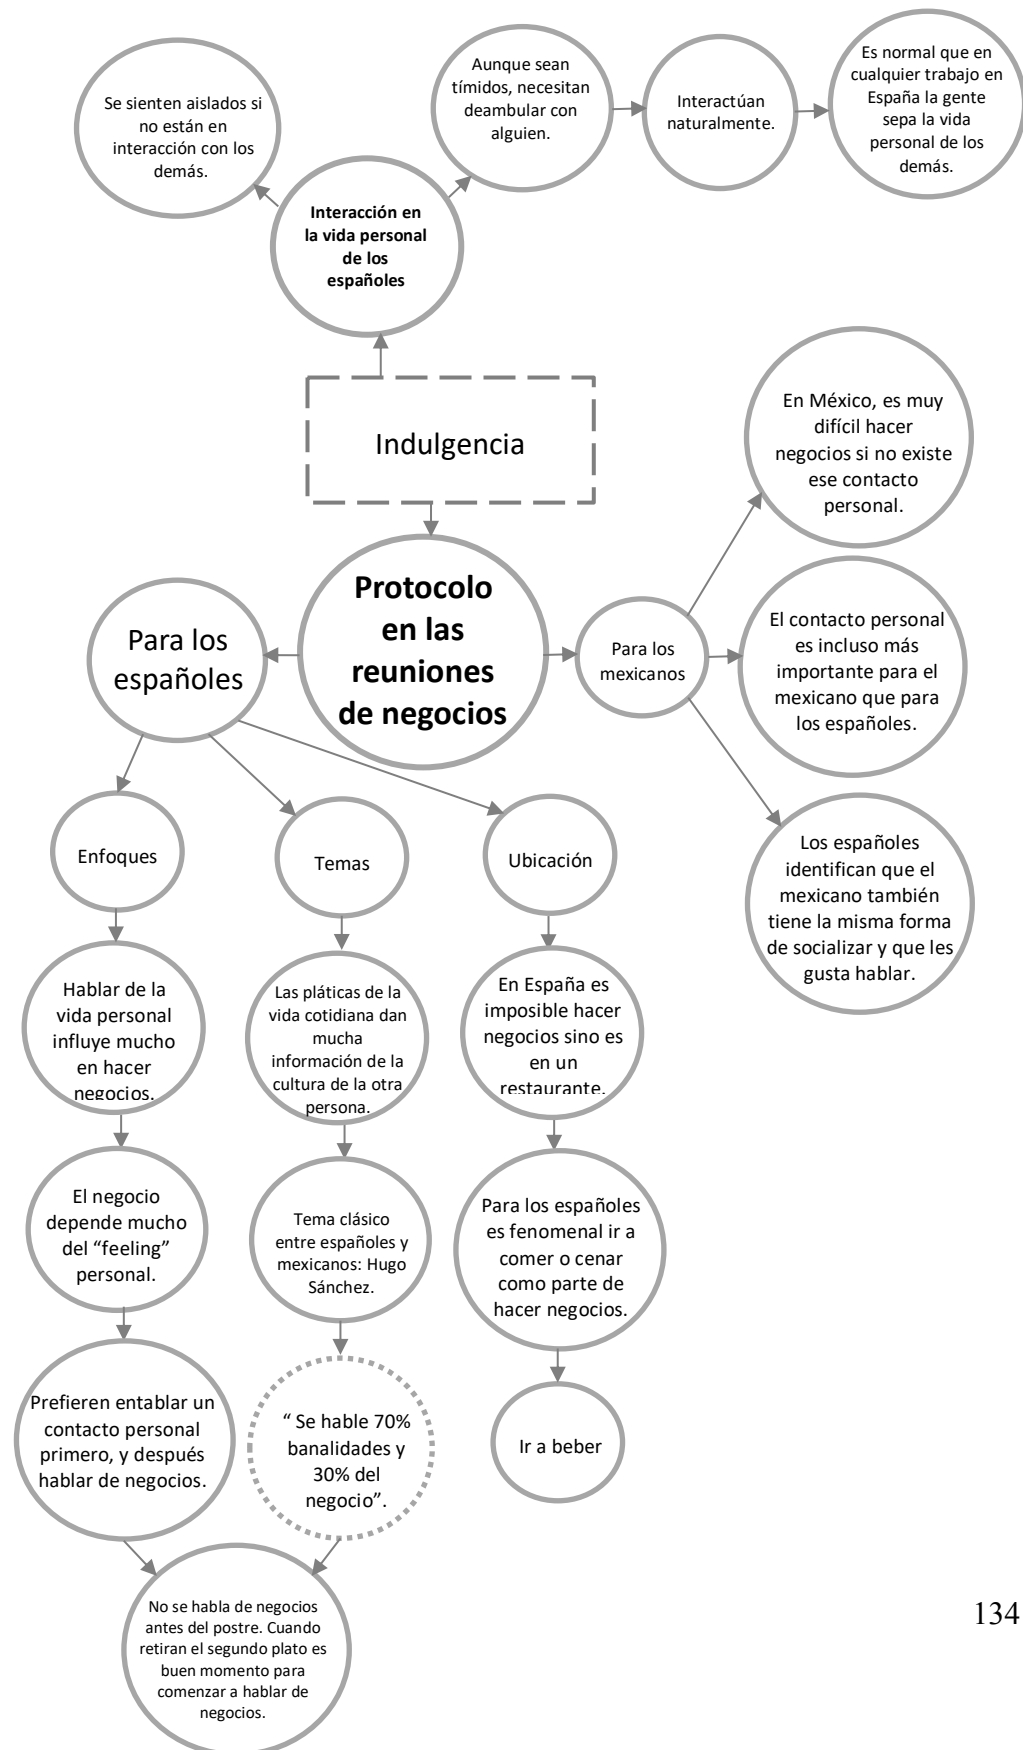 Se sienten aislados si
no están en
interacción con los
demás.
Aunque sean
tímidos, necesitan
deambular con
alguien.
Interactúan
naturalmente.
Es normal que en
cualquier trabajo en
España la gente
sepa la vida
personal de los
demás.
Interacción en
la vida personal
de los
españoles
Indulgencia
Protocolo
en las
reuniones
de negocios
Para los
españoles
Para los
mexicanos
En México, es muy
difícil hacer
negocios si no existe
ese contacto
personal.
El contacto personal
es incluso más
importante para el
mexicano que para
los españoles.
Los españoles
identifican que el
mexicano también
tiene la misma forma
de socializar y que les
gusta hablar.
Enfoques
Temas
Ubicación
Hablar de la
vida personal
influye mucho
en hacer
negocios.
Las pláticas de la
vida cotidiana dan
mucha
información de la
cultura de la otra
persona.
En España es
imposible hacer
negocios sino es
en un
restaurante.
El negocio
depende mucho
del “feeling”
personal.
Tema clásico
entre españoles y
mexicanos: Hugo
Sánchez.
Para los españoles
es fenomenal ir a
comer o cenar
como parte de
hacer negocios.
Prefieren entablar un
contacto personal
primero, y después
hablar de negocios.
“ Se hable 70%
banalidades y
30% del
negocio”.
Ir a beber
No se habla de negocios
antes del postre. Cuando
retiran el segundo plato es
buen momento para
comenzar a hablar de
negocios.
134